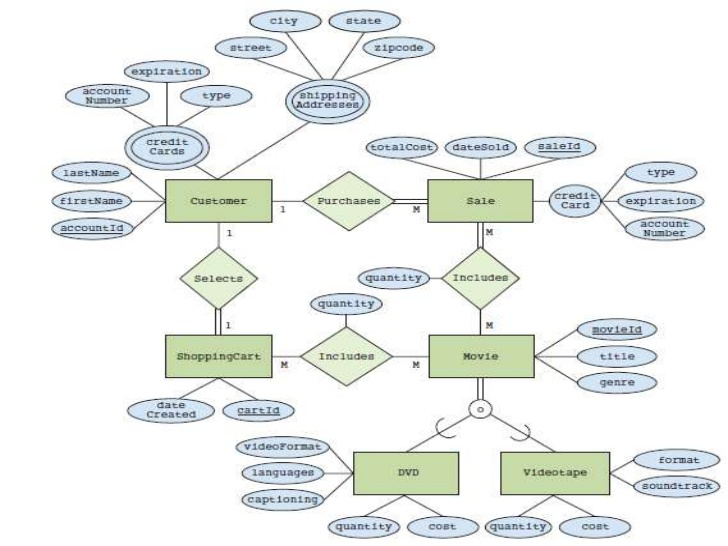 city
state
street
zipcode
expiration
account
Number
type
shipping
Addresses
credit
Cards
totalCost
dateSold
saleId
lastName
firstName
accountId
Customer
1
Purchases
M
Sale
credit
Card
type
expiration
account
Number
1
M
Selects
quantity
Includes
quantity
1
M
ShoppingCart
M
Includes
M
Movie
movieId
title
genre
date
Created
cartId
o
videoFormat
languages
captioning
DVD
Videotape
format
soundtrack
quantity
cost
quantity
cost